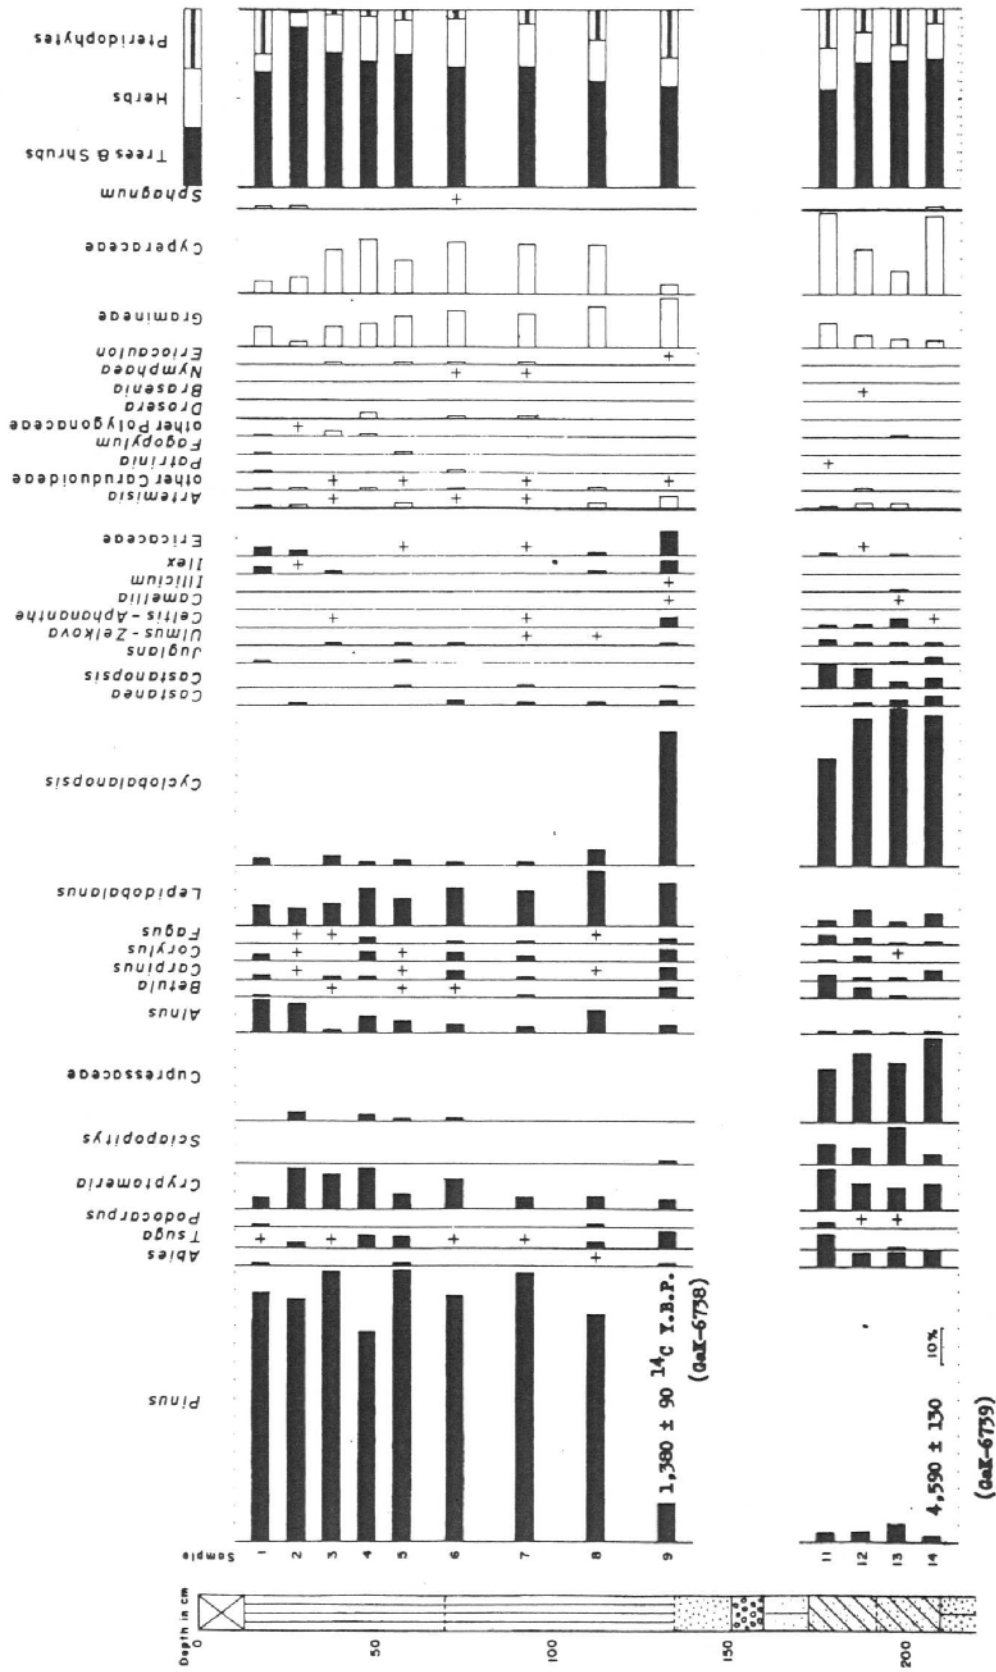 Depth in cm
0
50
100
150
200
Sample
1
2
3
4
5
6
7
8
9
11
12
13
14
Pinus
Abies
Tsuga
Podocarpus
Cryptomeria
Sciapopitys
Cupressaceae
Alnus
Betula
Carpinus
Corylus
Fagus
Lepidobalanus
Cyclobalanopsis
Castanea
Castanopsis
Juglans
Ulmus - Zelkova
Celtis - Aphananthe
Camellia
Illicium
Ilex
Ericaceae
Artemisia
other Carduoideae
Patrinia
Fagopylum
other Polygonaceae
Drosera
Brasenia
Nymphaea
Eriocaulon
Gramineae
Cyperaceae
Sphagnum
Trees & Shrubs
Herbs
Pteridophytes
1,380 ± 90 ¹⁴C Y.B.P.
(GaK-6738)
10%
4,590 ± 130
(GaK-6739)